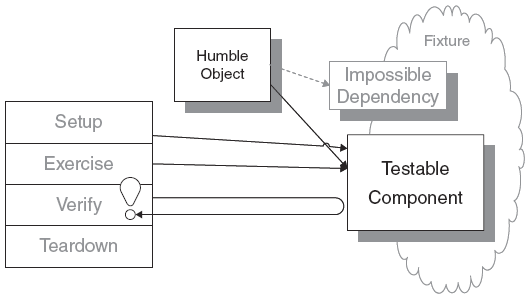 Fixture
Humble
Object
Impossible
Dependency
Setup
Exercise
Verify
Teardown
Testable
Component